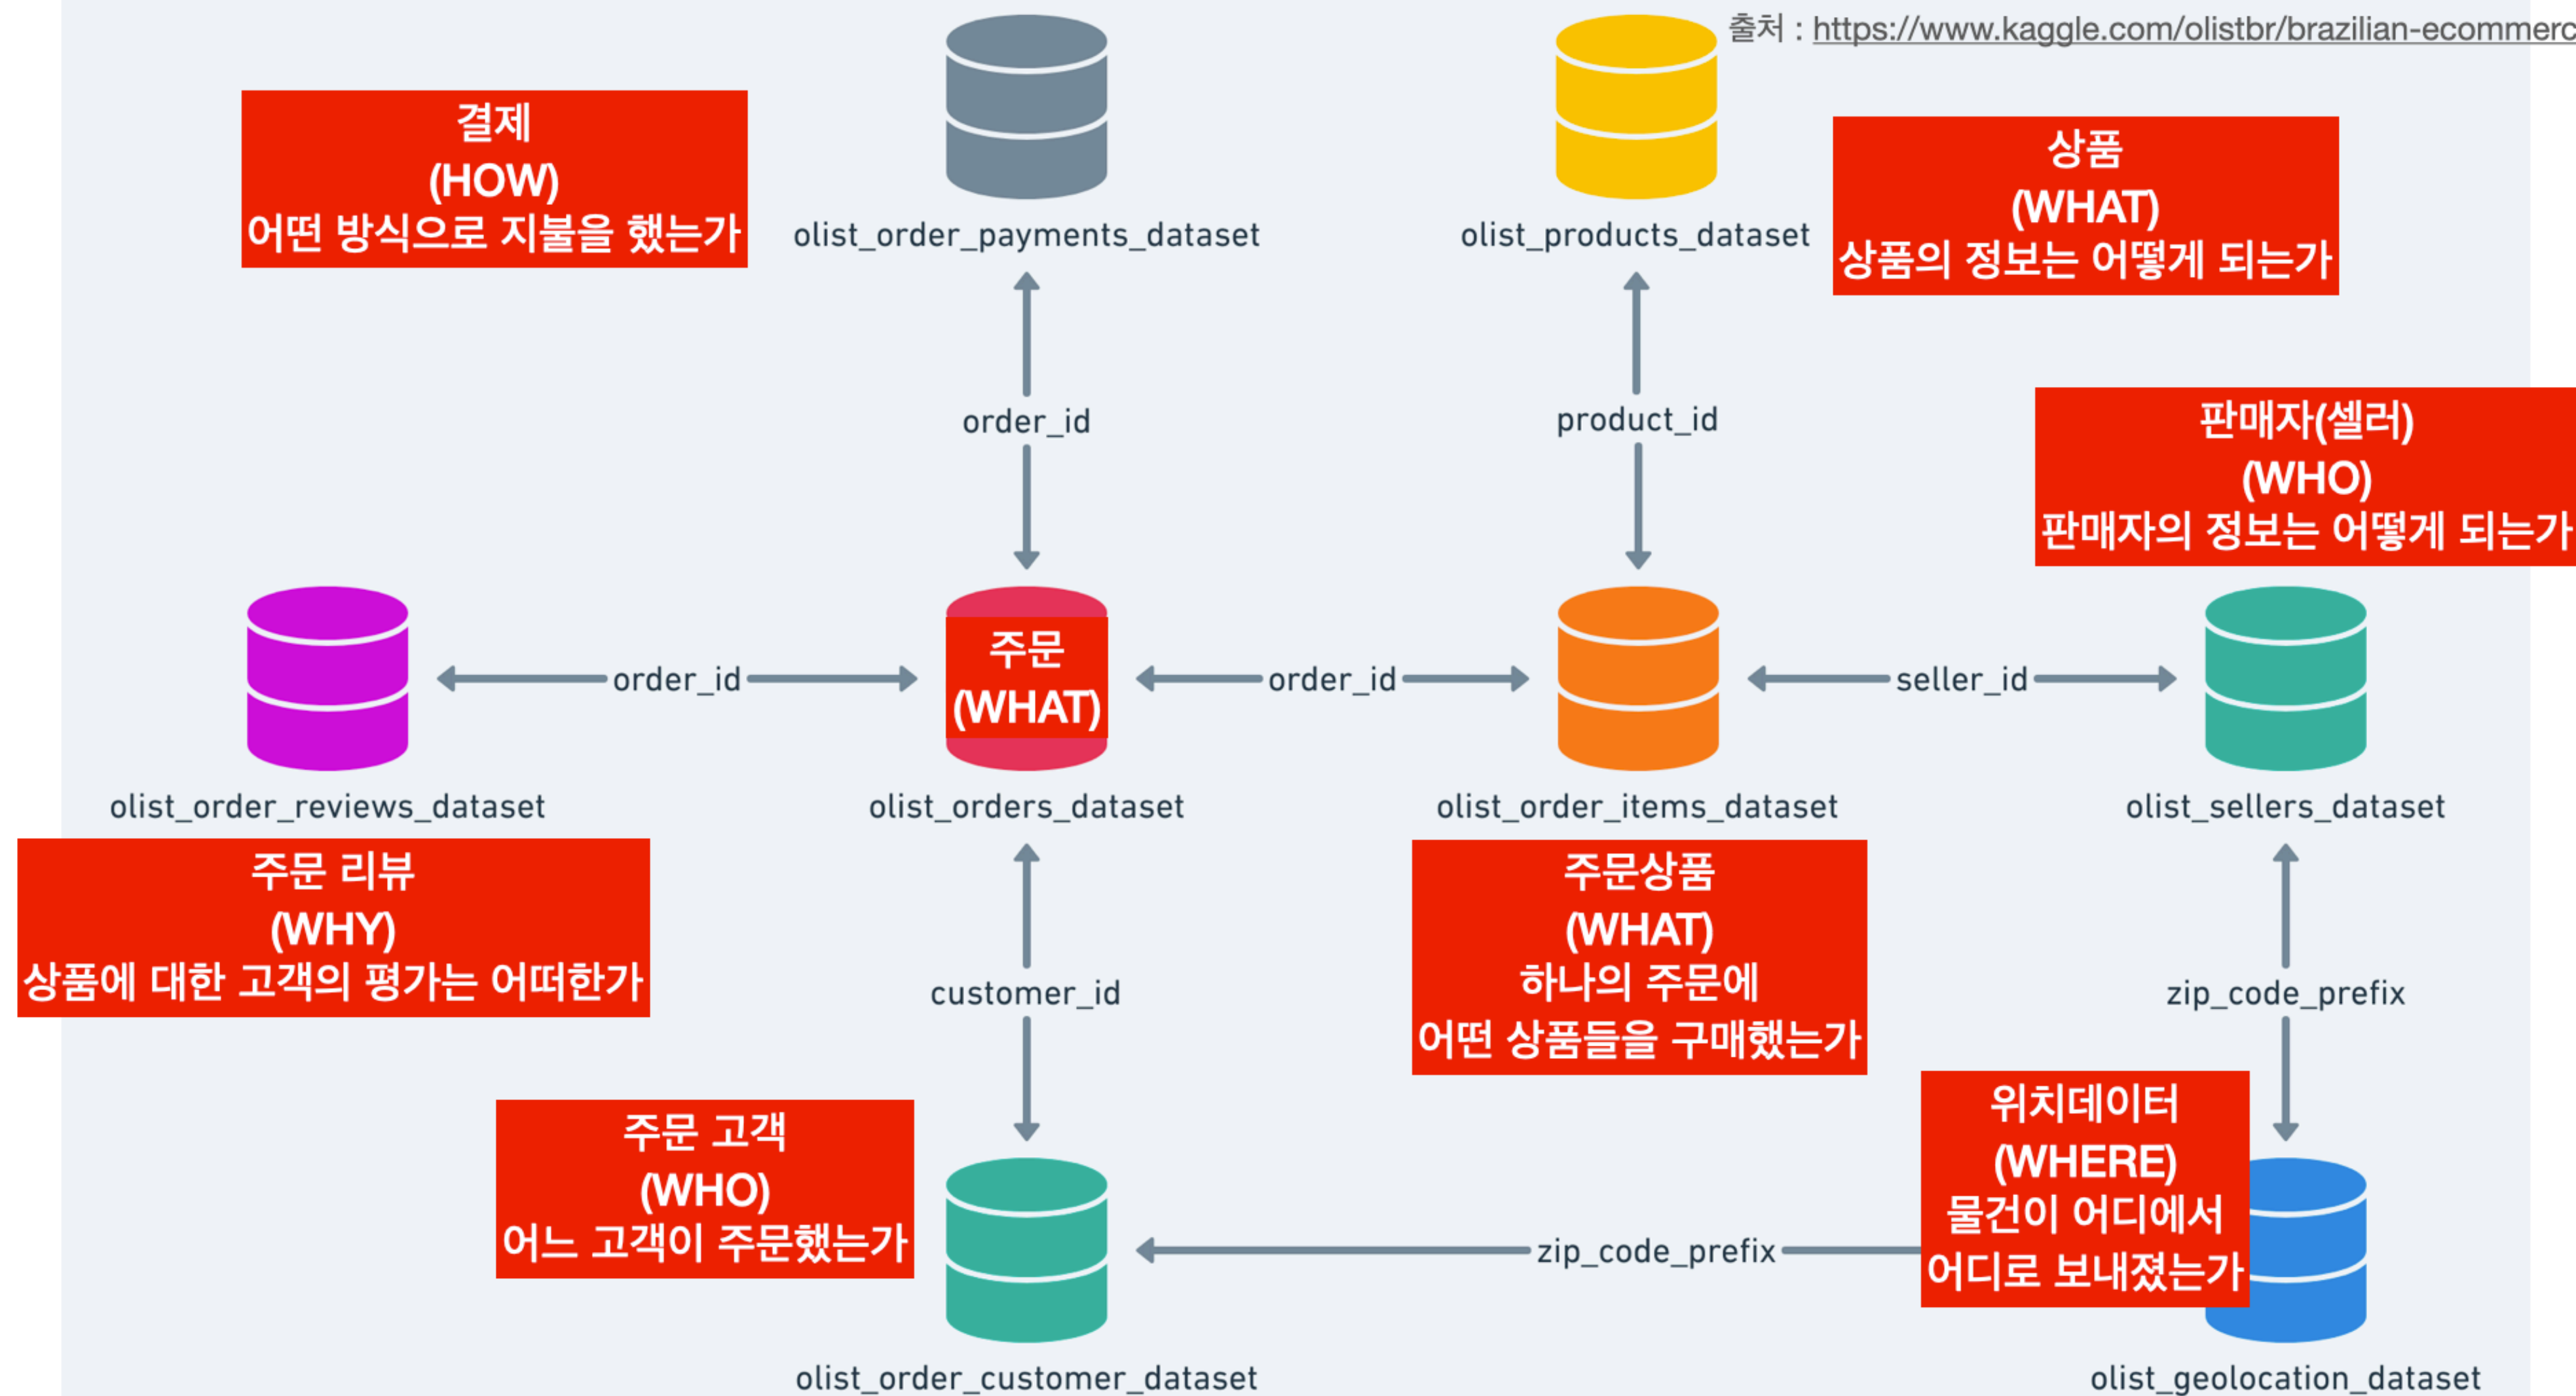 출처 : https://www.kaggle.com/olistbr/brazilian-ecommerc
결제
(HOW)
어떤 방식으로 지불을 했는가
olist_order_payments_dataset
olist_products_dataset
상품
(WHAT)
상품의 정보는 어떻게 되는가
order_id
product_id
판매자(셀러)
(WHO)
판매자의 정보는 어떻게 되는가
order_id
주문
(WHAT)
order_id
seller_id
olist_order_reviews_dataset
olist_orders_dataset
olist_order_items_dataset
olist_sellers_dataset
주문 리뷰
(WHY)
상품에 대한 고객의 평가는 어떠한가
주문상품
(WHAT)
하나의 주문에
어떤 상품들을 구매했는가
customer_id
zip_code_prefix
주문 고객
(WHO)
어느 고객이 주문했는가
위치데이터
(WHERE)
물건이 어디에서
어디로 보내졌는가
zip_code_prefix
olist_order_customer_dataset
olist_geolocation_dataset